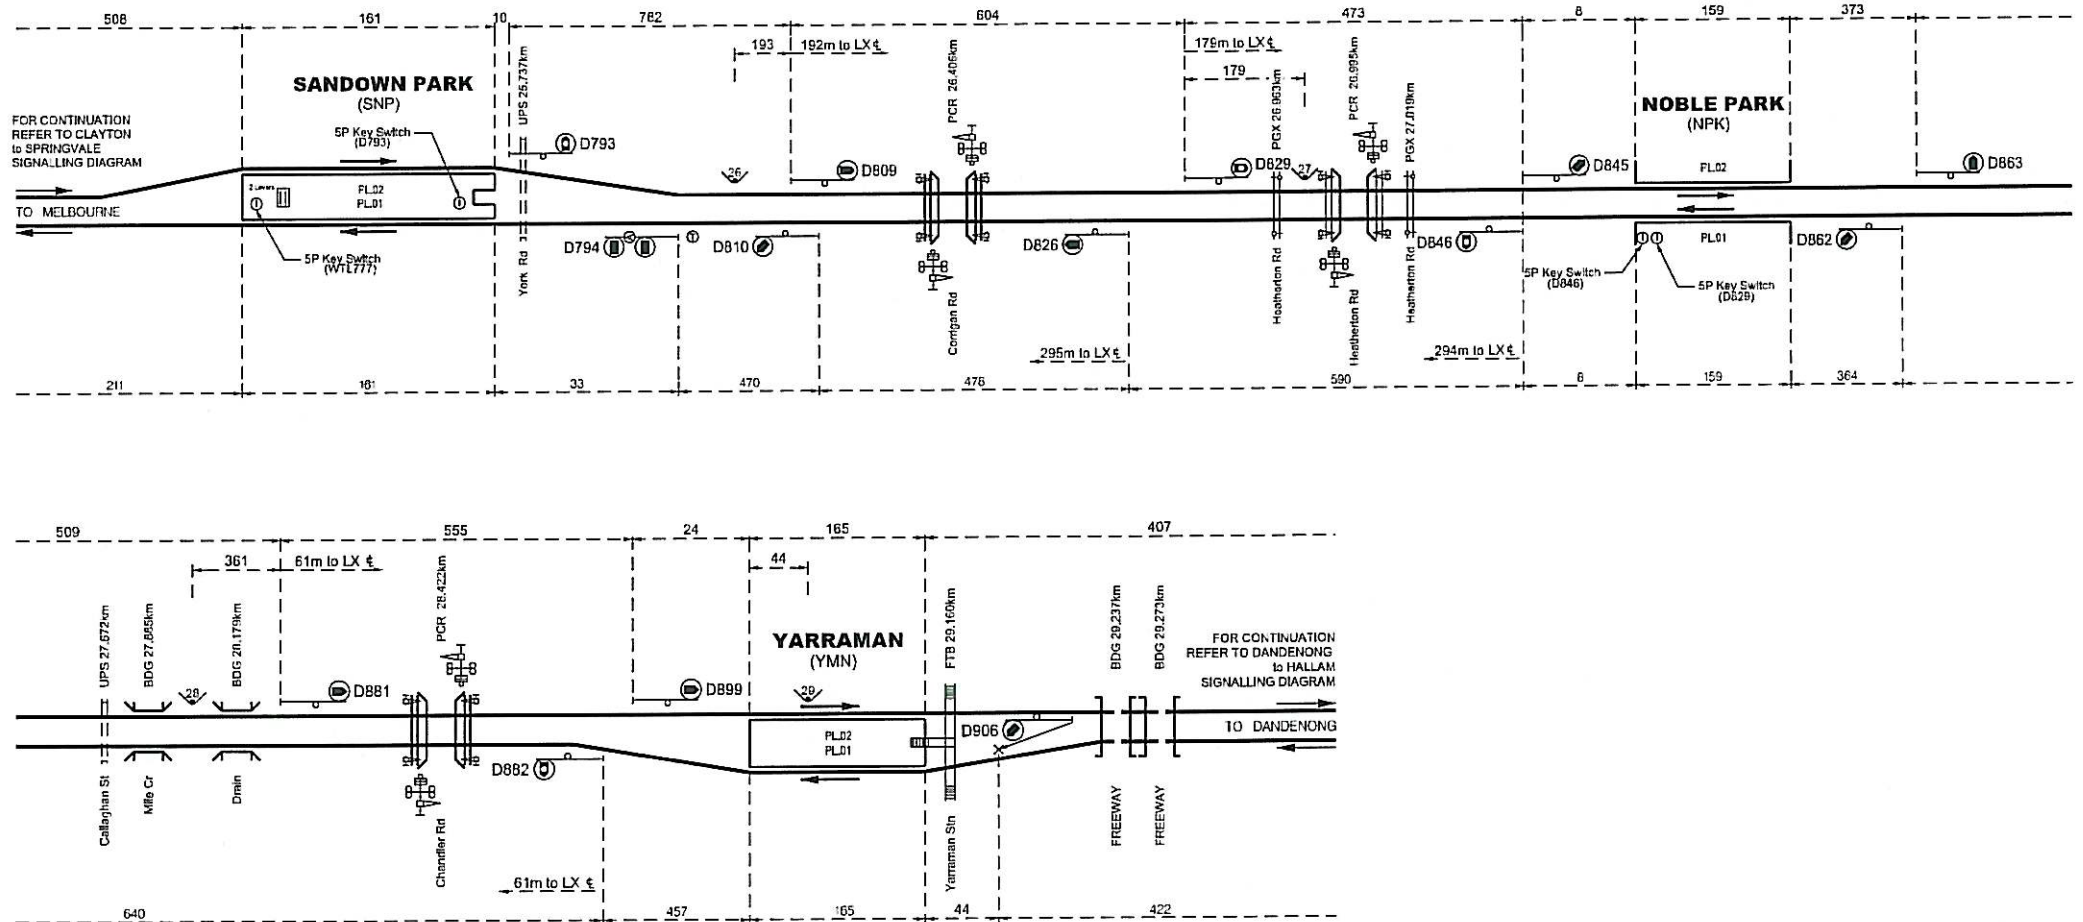 508 161 10 782 604 473 8 159 373
193 192m to LX ℄ 179m to LX ℄
179
SANDOWN PARK
(SNP)
NOBLE PARK
(NPK)
FOR CONTINUATION
REFER TO CLAYTON
to SPRINGVALE
SIGNALLING DIAGRAM
5P Key Switch
(D793)
UPS 25.737km
PCR 26.406km
PGX 26.963km
PCR 26.995km
PGX 27.019km
D793
D809
D829
D845
D863
26
27
2 Levers
PL.02
PL.01
PL.02
PL.01
TO MELBOURNE
5P Key Switch
(WTL777)
York Rd
D794
D810
D826
D846
D862
Corrigan Rd
Heatherton Rd
Heatherton Rd
Heatherton Rd
5P Key Switch
(D846)
5P Key Switch
(D829)
295m to LX ℄
294m to LX ℄
211 161 33 470 478 590 6 159 364
509 555 24 165 407
361 61m to LX ℄
44
UPS 27.672km
BDG 27.885km
BDG 28.179km
PCR 28.422km
FTB 29.160km
BDG 29.237km
BDG 29.273km
YARRAMAN
(YMN)
FOR CONTINUATION
REFER TO DANDENONG
to HALLAM
SIGNALLING DIAGRAM
28
D881
D899
29
PL.02
PL.01
D906
TO DANDENONG
D882
Callaghan St
Mile Cr
Drain
Chandler Rd
Yarraman Stn
FREEWAY
FREEWAY
61m to LX ℄
640 457 165 44 422